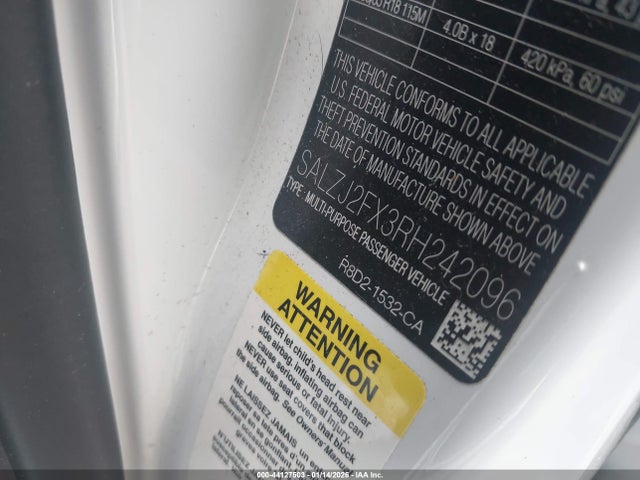 R18 115M
4.0B x 18
420 kPa, 60 psi
THIS VEHICLE CONFORMS TO ALL APPLICABLE
U.S. FEDERAL MOTOR VEHICLE SAFETY AND
THEFT PREVENTION STANDARDS IN EFFECT ON
THE DATE OF MANUFACTURE SHOWN ABOVE
SALZJ2FX3RH242096
TYPE : MULTI-PURPOSE PASSENGER VEHICLE
R8D2-1532-CA
WARNING
ATTENTION
NEVER let child's head rest near
side airbag, inflating airbag can
cause serious or fatal injury.
NEVER use seat covers that block
the side airbag. See Owners' Manual
NE LAISSEZ JAMAIS,
000-44127503 | 01/14/2026 | Copyright © IAA, LLC